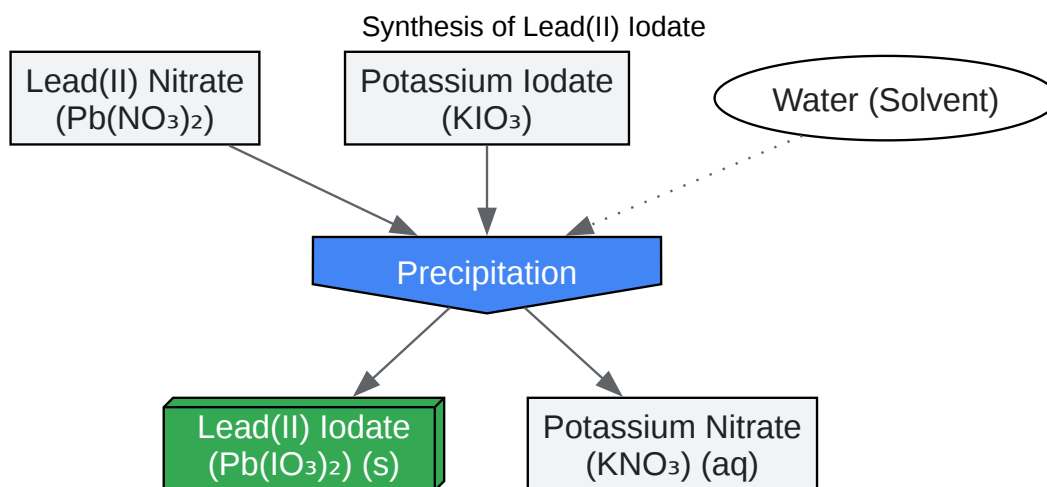 Synthesis of Lead(II) Iodate
Lead(II) Nitrate
(Pb(NO₃)₂)
Potassium Iodate
(KIO₃)
Water (Solvent)
Precipitation
Lead(II) Iodate
(Pb(IO₃)₂) (s)
Potassium Nitrate
(KNO₃) (aq)